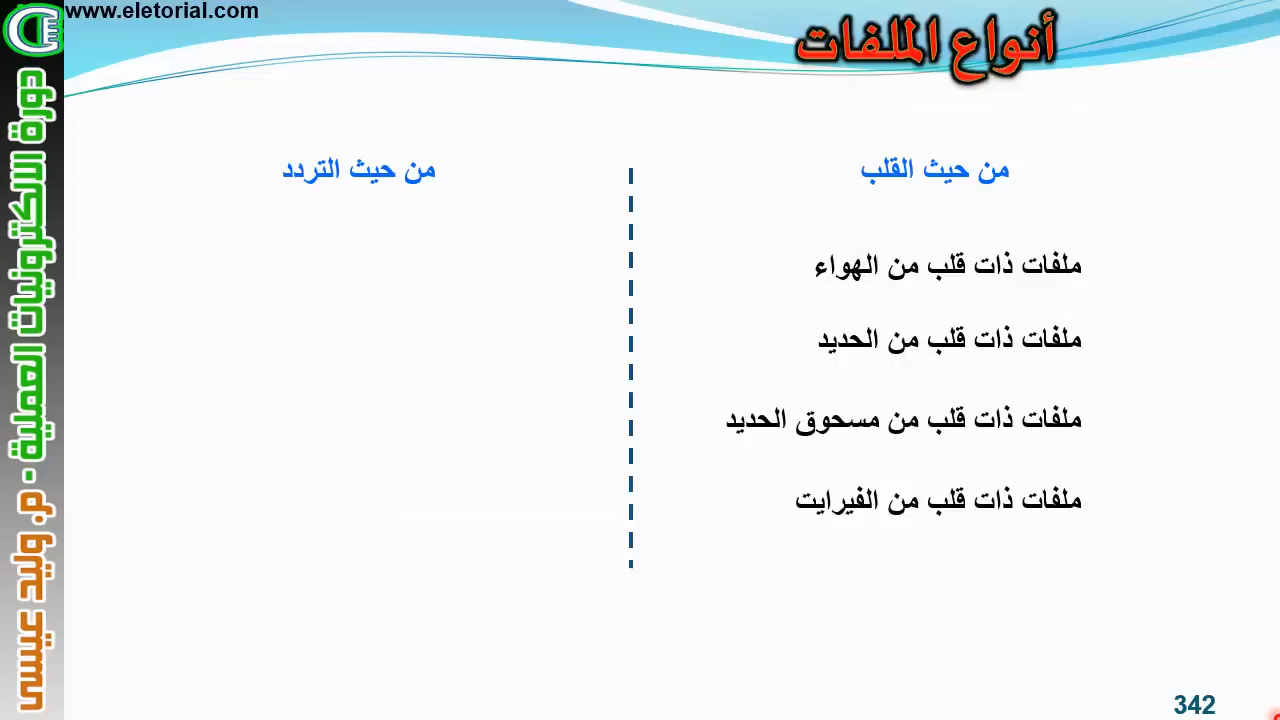 www.eletorial.com
أنواع الملفات
من حيث القلب
من حيث التردد
ملفات ذات قلب من الهواء
ملفات ذات قلب من الحديد
ملفات ذات قلب من مسحوق الحديد
ملفات ذات قلب من الفيرايت
دورة الالكترونيات العملية - م. وليد عيسى
342